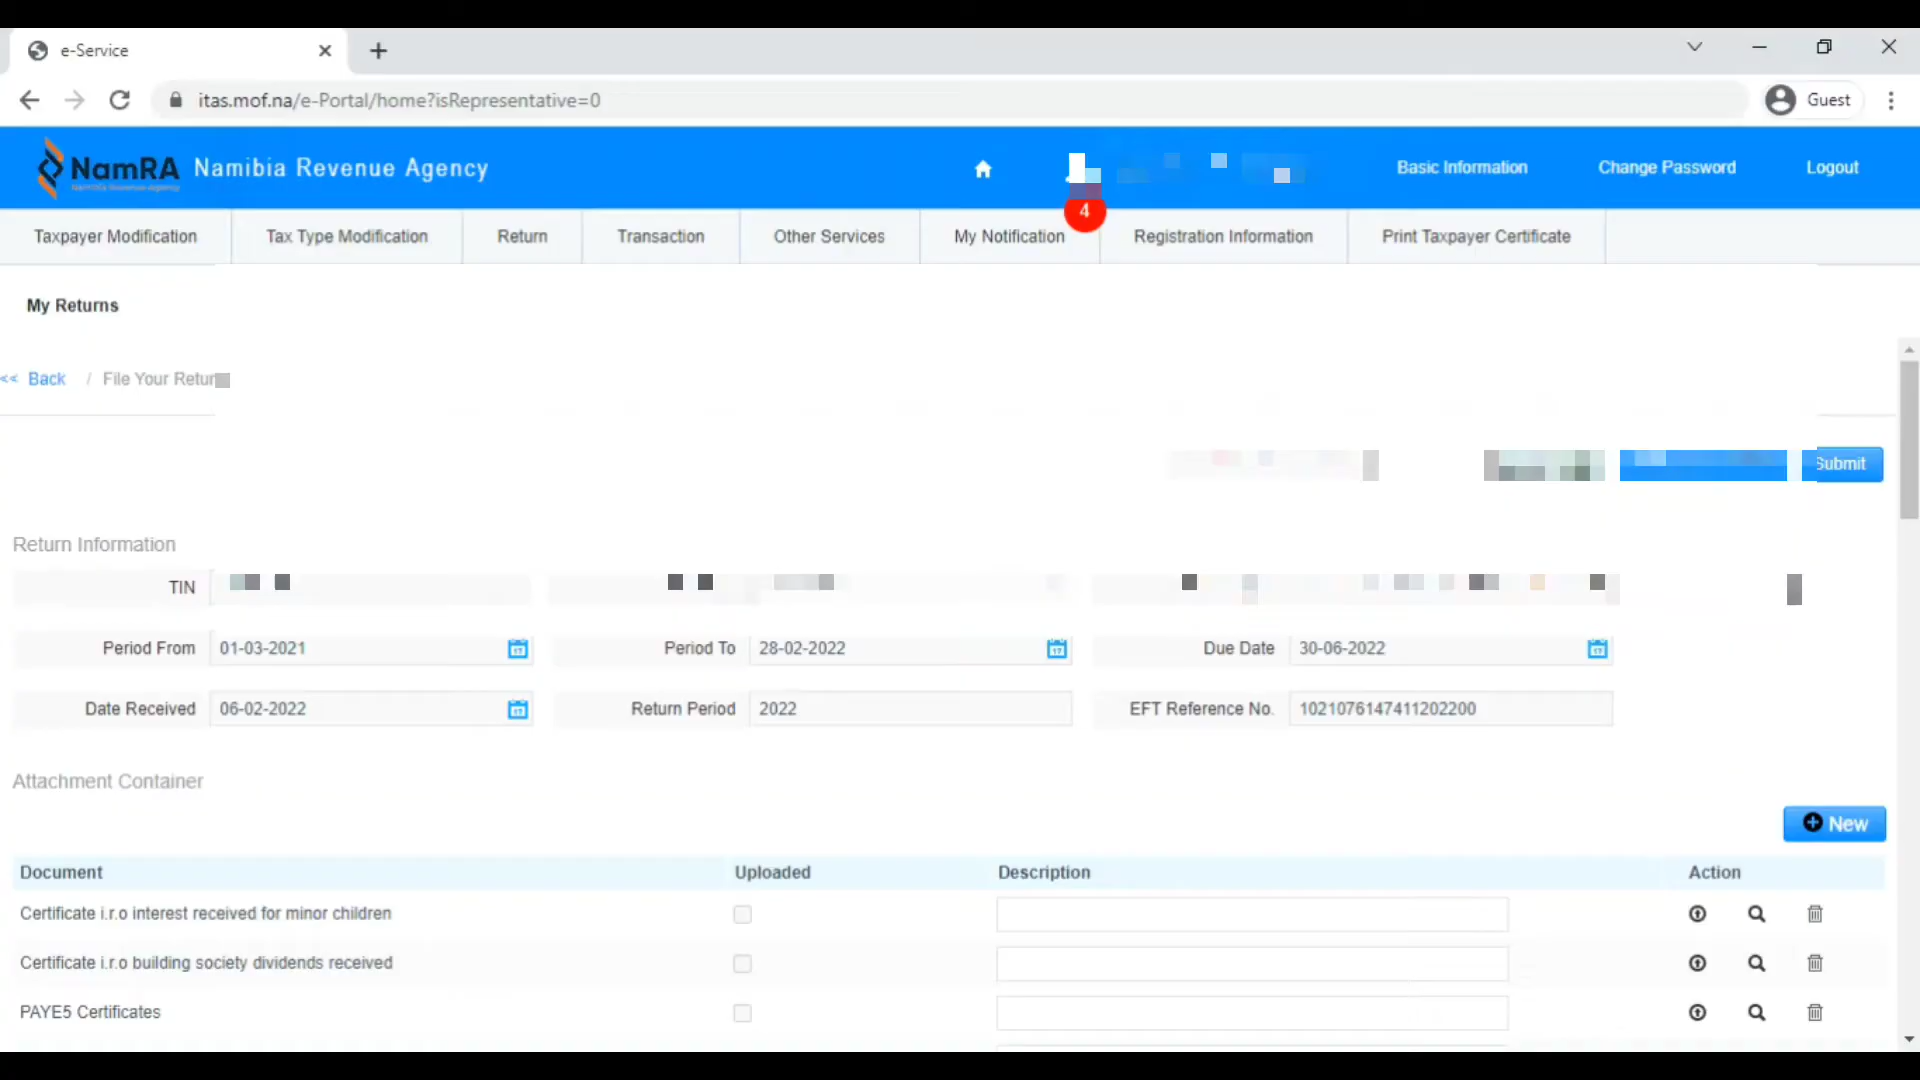 e-Service
itas.mof.na/e-Portal/home?isRepresentative=0
Guest
NamRA Namibia Revenue Agency
Basic Information Change Password Logout
4
Taxpayer Modification Tax Type Modification Return Transaction Other Services My Notification Registration Information Print Taxpayer Certificate
My Returns
<< Back / File Your Retur
Submit
Return Information
TIN
Period From 01-03-2021 Period To 28-02-2022 Due Date 30-06-2022
Date Received 06-02-2022 Return Period 2022 EFT Reference No. 1021076147411202200
Attachment Container
New
Document Uploaded Description Action
Certificate i.r.o interest received for minor children
Certificate i.r.o building society dividends received
PAYE5 Certificates